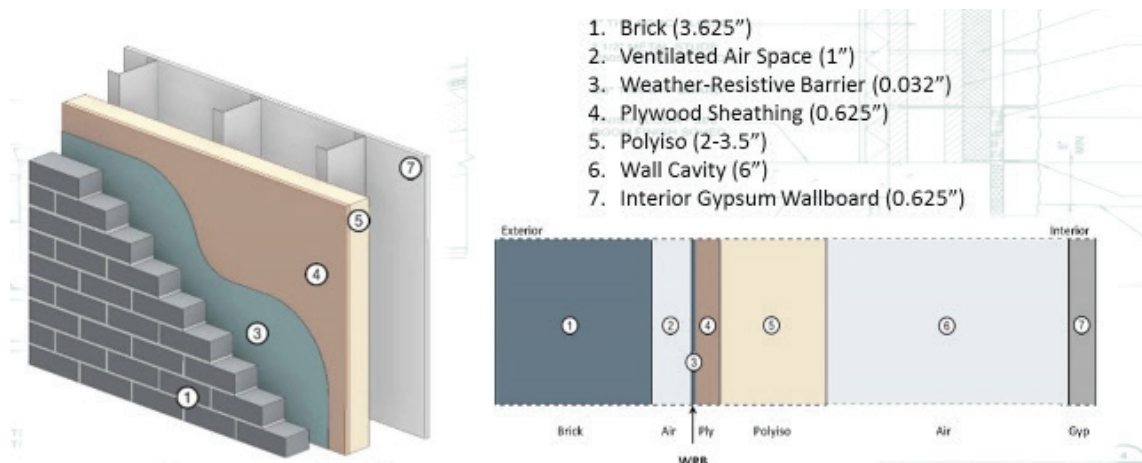 1. Brick (3.625”)
2. Ventilated Air Space (1”)
3. Weather-Resistive Barrier (0.032”)
4. Plywood Sheathing (0.625”)
5. Polyiso (2-3.5”)
6. Wall Cavity (6”)
7. Interior Gypsum Wallboard (0.625”)
7
5
4
3
1
Exterior Interior
1 2 4 5 6 7
3
Brick Air Ply Polyiso Air Gyp
WRB
4